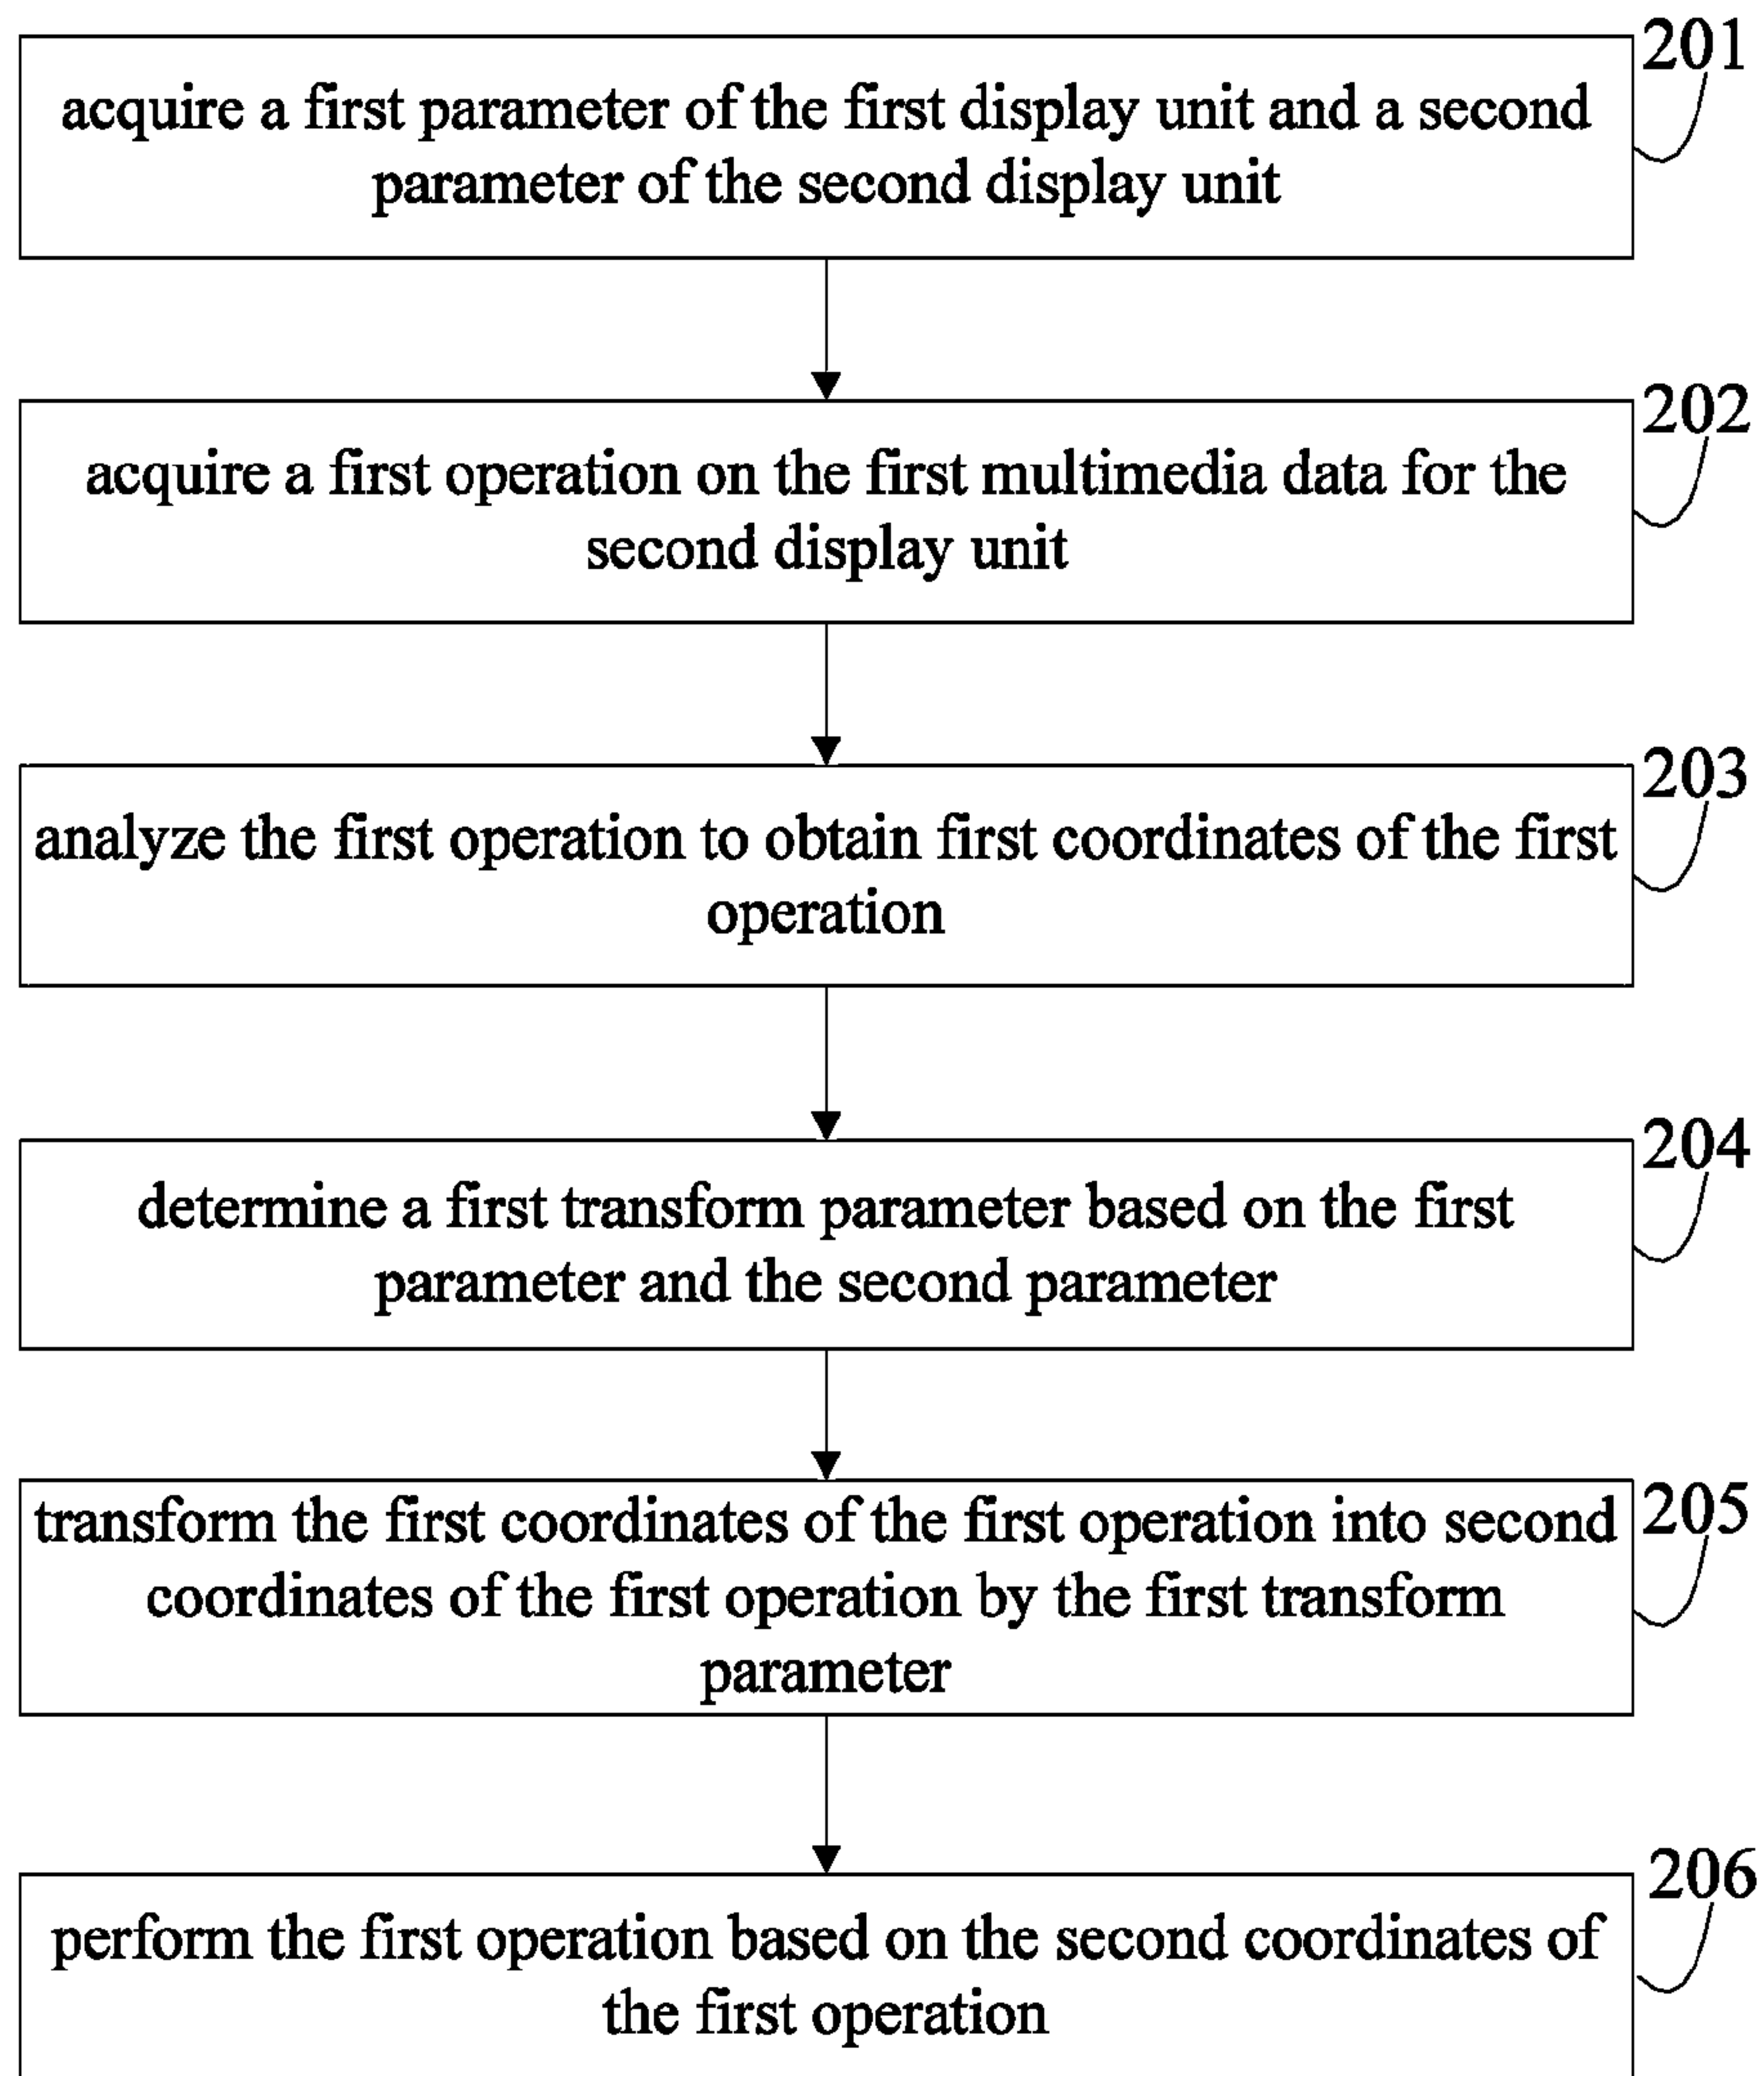 201
acquire a first parameter of the first display unit and a second
parameter of the second display unit
202
acquire a first operation on the first multimedia data for the
second display unit
203
analyze the first operation to obtain first coordinates of the first
operation
204
determine a first transform parameter based on the first
parameter and the second parameter
205
transform the first coordinates of the first operation into second
coordinates of the first operation by the first transform
parameter
206
perform the first operation based on the second coordinates of
the first operation